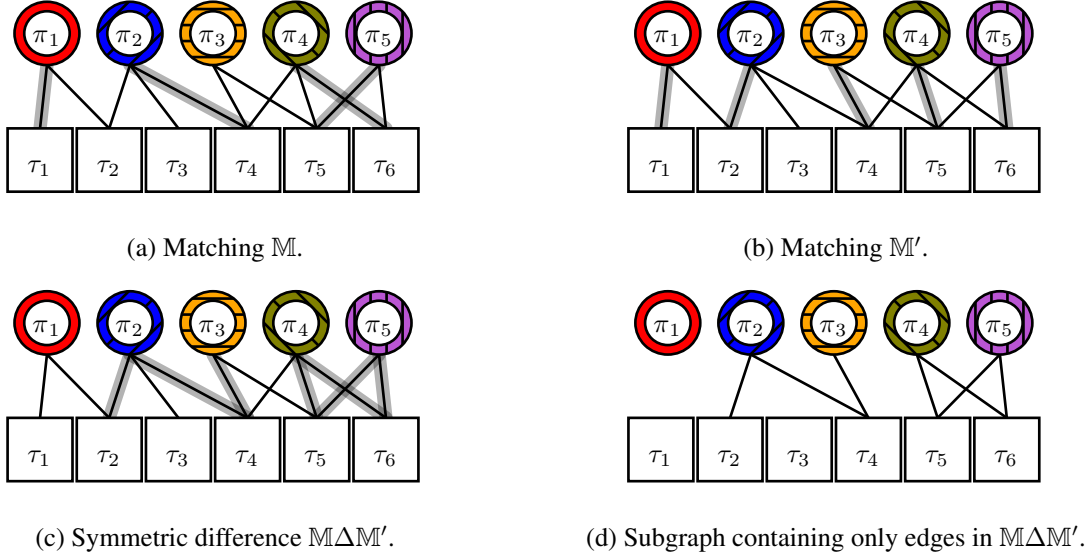 π₁ π₂ π₃ π₄ π₅
τ₁ τ₂ τ₃ τ₄ τ₅ τ₆
(a) Matching 𝕄.
π₁ π₂ π₃ π₄ π₅
τ₁ τ₂ τ₃ τ₄ τ₅ τ₆
(b) Matching 𝕄′.
π₁ π₂ π₃ π₄ π₅
τ₁ τ₂ τ₃ τ₄ τ₅ τ₆
(c) Symmetric difference 𝕄Δ𝕄′.
π₁ π₂ π₃ π₄ π₅
τ₁ τ₂ τ₃ τ₄ τ₅ τ₆
(d) Subgraph containing only edges in 𝕄Δ𝕄′.